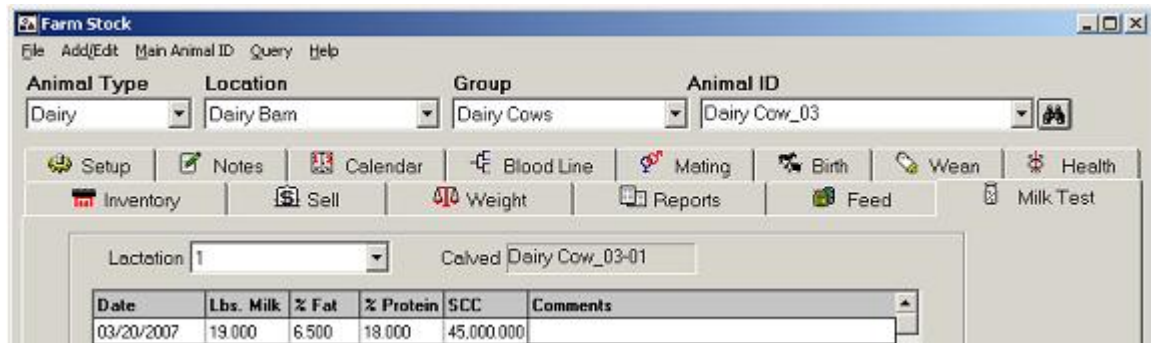 Farm Stock
File Add/Edit Main Animal ID Query Help
Animal Type Location Group Animal ID
Dairy Dairy Barn Dairy Cows Dairy Cow_03
Setup Notes Calendar Blood Line Mating Birth Wean Health
Inventory Sell Weight Reports Feed Milk Test
Lactation 1 Calved Dairy Cow_03-01
Date Lbs. Milk % Fat % Protein SCC Comments
03/20/2007 19.000 6.500 18.000 45,000.000